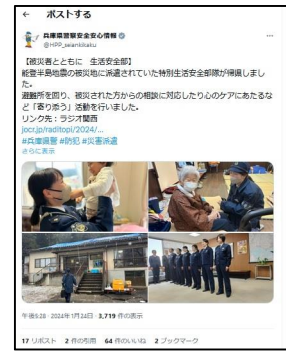 ← ポストする
兵庫県警察安全安心情報
@HPP_seiankikaku
【被災者とともに　生活安全部】
能登半島地震の被災地に派遣されていた特別生活安全部隊が帰県しまし
た。
避難所を回り、被災された方からの相談に対応したり心のケアにあたるな
ど「寄り添う」活動を行いました。
リンク先：ラジオ関西
jocr.jp/raditopi/2024/…
#兵庫県警 #防犯 #災害派遣
さらに表示
午後5:28 · 2024年1月24日 · 3,719 件の表示
17 リポスト 2 件の引用 64 件のいいね 2 ブックマーク